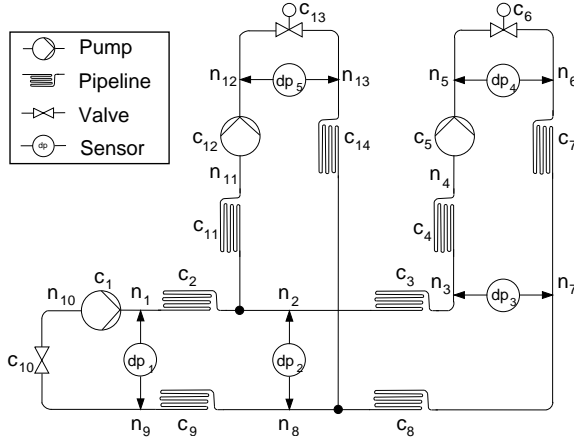 Pump
Pipeline
Valve
dp Sensor
c13
c6
n12
dp5
n13
n5
dp4
n6
c12
c14
c5
c7
n11
n4
c11
c4
n10
c1
n1
c2
n2
c3
n3
dp3
n7
c10
dp1
dp2
n9
c9
n8
c8